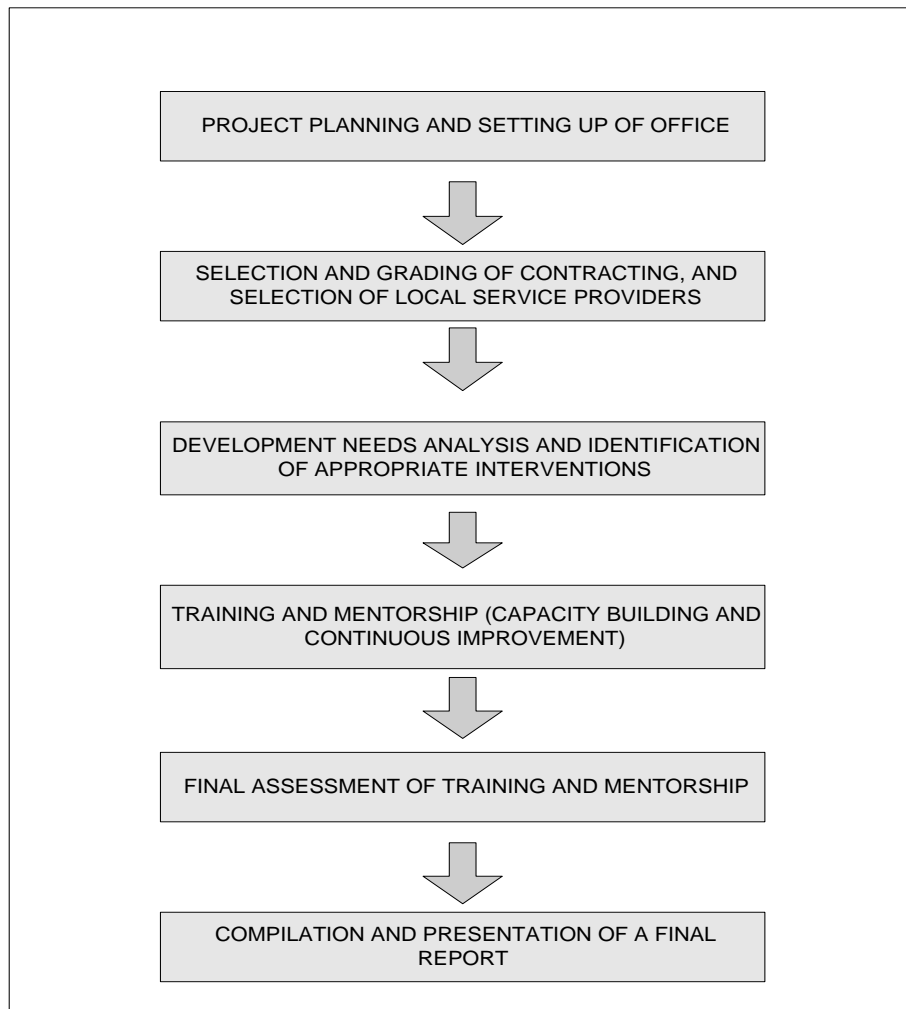 PROJECT PLANNING AND SETTING UP OF OFFICE
SELECTION AND GRADING OF CONTRACTING, AND
SELECTION OF LOCAL SERVICE PROVIDERS
DEVELOPMENT NEEDS ANALYSIS AND IDENTIFICATION
OF APPROPRIATE INTERVENTIONS
TRAINING AND MENTORSHIP (CAPACITY BUILDING AND
CONTINUOUS IMPROVEMENT)
FINAL ASSESSMENT OF TRAINING AND MENTORSHIP
COMPILATION AND PRESENTATION OF A FINAL
REPORT